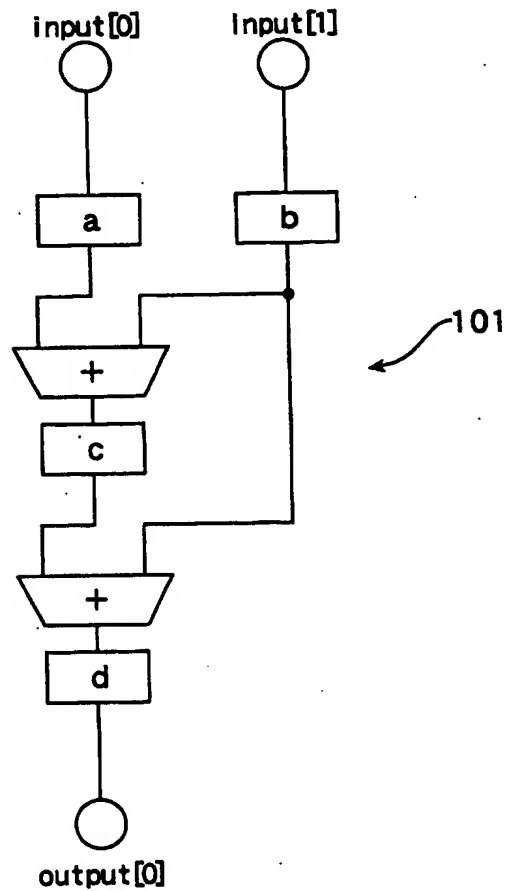 input[0] input[1]
a b
101
+
c
+
d
output[0]